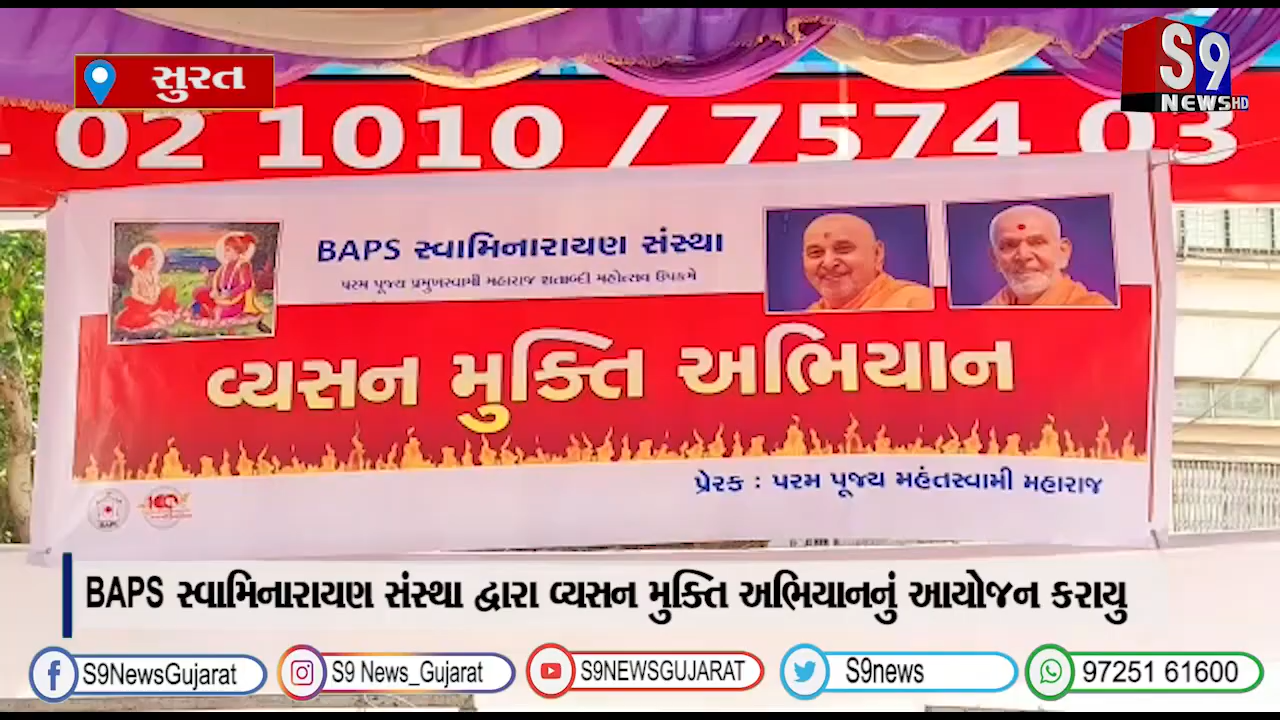 સુરત
S9
NEWS HD
02 1010 / 7574 03
BAPS સ્વામિનારાયણ સંસ્થા
પરમ પૂજ્ય પ્રમુખસ્વામી મહારાજ શતાબ્દી મહોત્સવ ઉપક્રમે
વ્યસન મુક્તિ અભિયાન
પ્રેરક : પરમ પૂજ્ય મહંતસ્વામી મહારાજ
BAPS
BAPS સ્વામિનારાયણ સંસ્થા દ્વારા વ્યસન મુક્તિ અભિયાનનું આયોજન કરાયુ
S9NewsGujarat
S9 News_Gujarat
S9NEWSGUJARAT
S9news
97251 61600